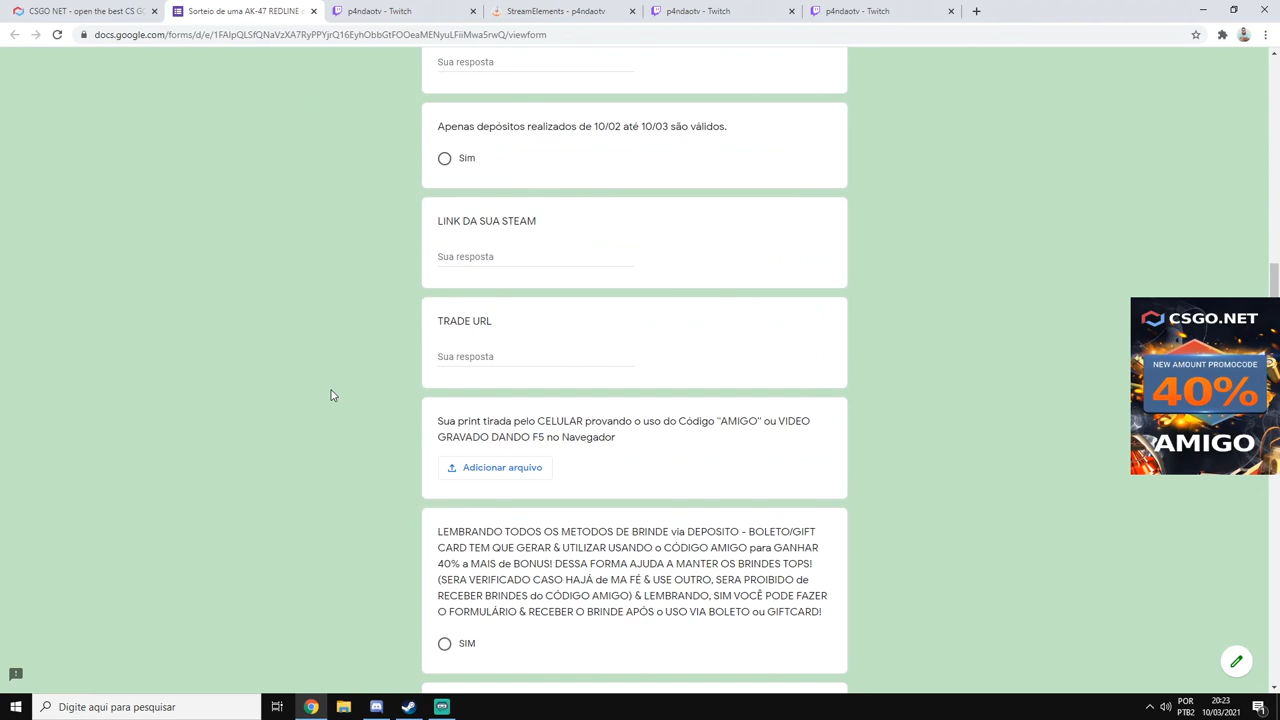 CSGO NET - open the best CS GO
Sorteio de uma AK-47 REDLINE
p4ndaotv - Twitch
StreamElements - p4ndaotv
p4ndaotv - Twitch
p4ndaotv - Twitch
Sua resposta
Apenas depósitos realizados de 10/02 até 10/03 são válidos.
Sim
LINK DA SUA STEAM
Sua resposta
CSGO.NET
TRADE URL
Sua resposta
NEW AMOUNT PROMOCODE
40%
AMIGO
Sua print tirada pelo CELULAR provando o uso do Código "AMIGO" ou VIDEO
GRAVADO DANDO F5 no Navegador
Adicionar arquivo
LEMBRANDO TODOS OS METODOS DE BRINDE via DEPOSITO - BOLETO/GIFT
CARD TEM QUE GERAR & UTILIZAR USANDO o CÓDIGO AMIGO para GANHAR
40% a MAIS de BONUS! DESSA FORMA AJUDA A MANTER OS BRINDES TOPS!
(SERA VERIFICADO CASO HAJÁ de MA FÉ & USE OUTRO, SERA PROIBIDO de
RECEBER BRINDES do CÓDIGO AMIGO) & LEMBRANDO, SIM VOCÊ PODE FAZER
O FORMULÁRIO & RECEBER O BRINDE APÓS o USO VIA BOLETO ou GIFTCARD!
SIM
Digite aqui para pesquisar
POR
PTB2
20:23
10/03/2021